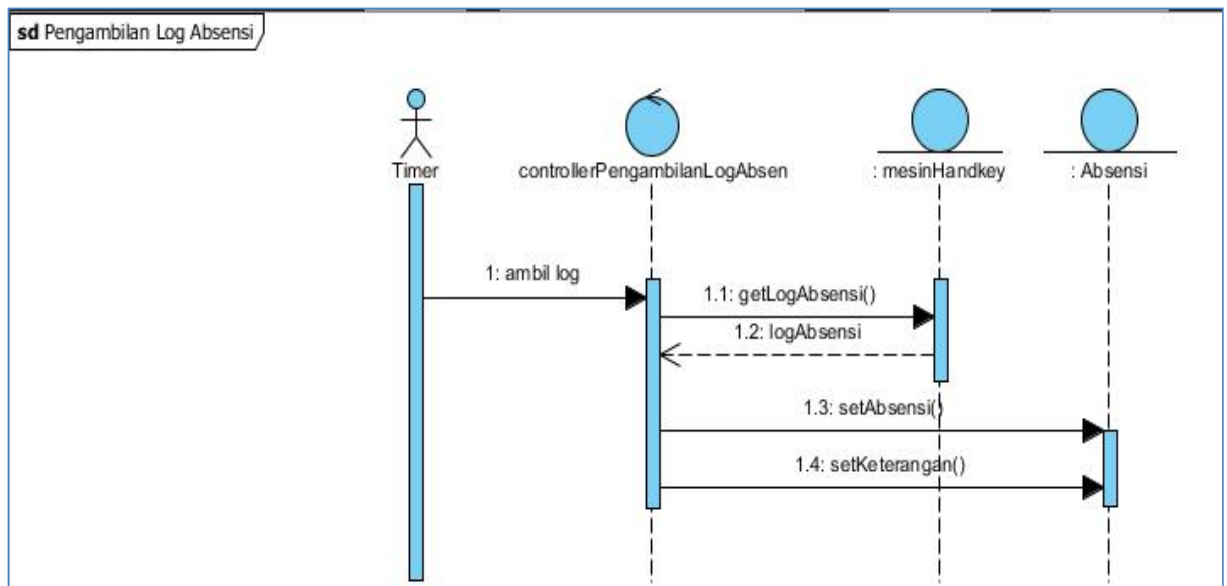 sd Pengambilan Log Absensi
Timer
controllerPengambilanLogAbsen
: mesinHandkey
: Absensi
1: ambil log
1.1: getLogAbsensi()
1.2: logAbsensi
1.3: setAbsensi()
1.4: setKeterangan()